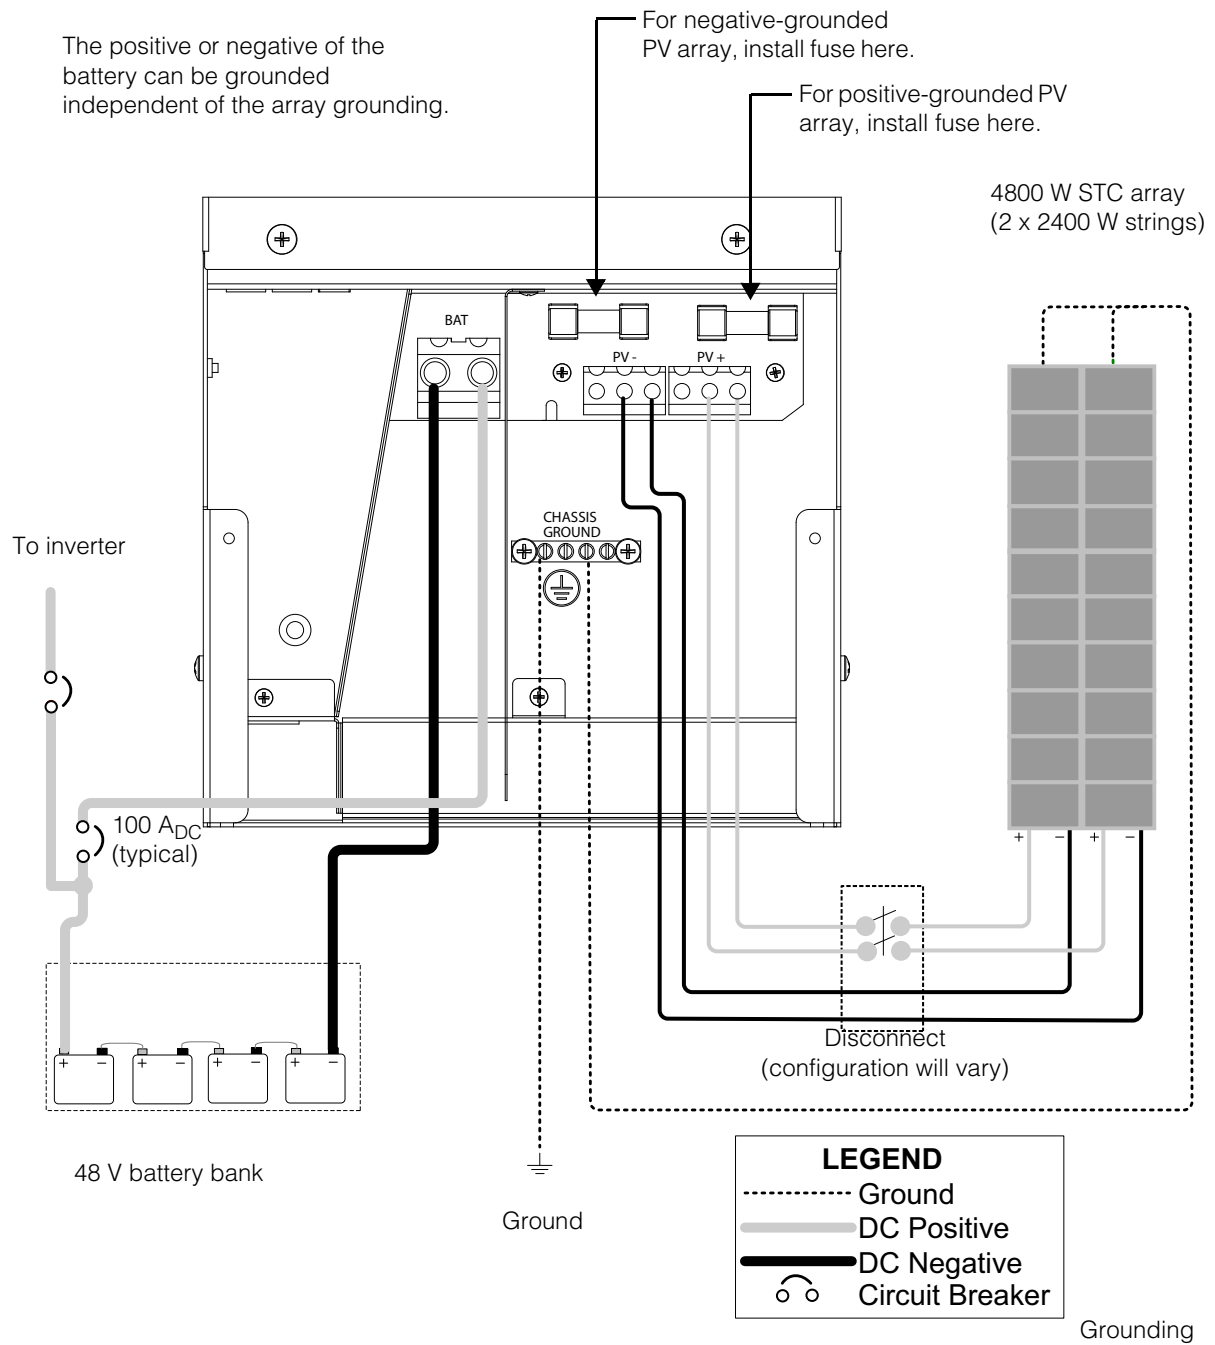 For negative-grounded
PV array, install fuse here.
The positive or negative of the
battery can be grounded
independent of the array grounding.
For positive-grounded PV
array, install fuse here.
4800 W STC array
(2 x 2400 W strings)
BAT
PV -
PV +
CHASSIS
GROUND
To inverter
100 ADC
(typical)
+ − + −
Disconnect
(configuration will vary)
+ − + − + − + −
48 V battery bank
Ground
LEGEND
Ground
DC Positive
DC Negative
Circuit Breaker
Grounding